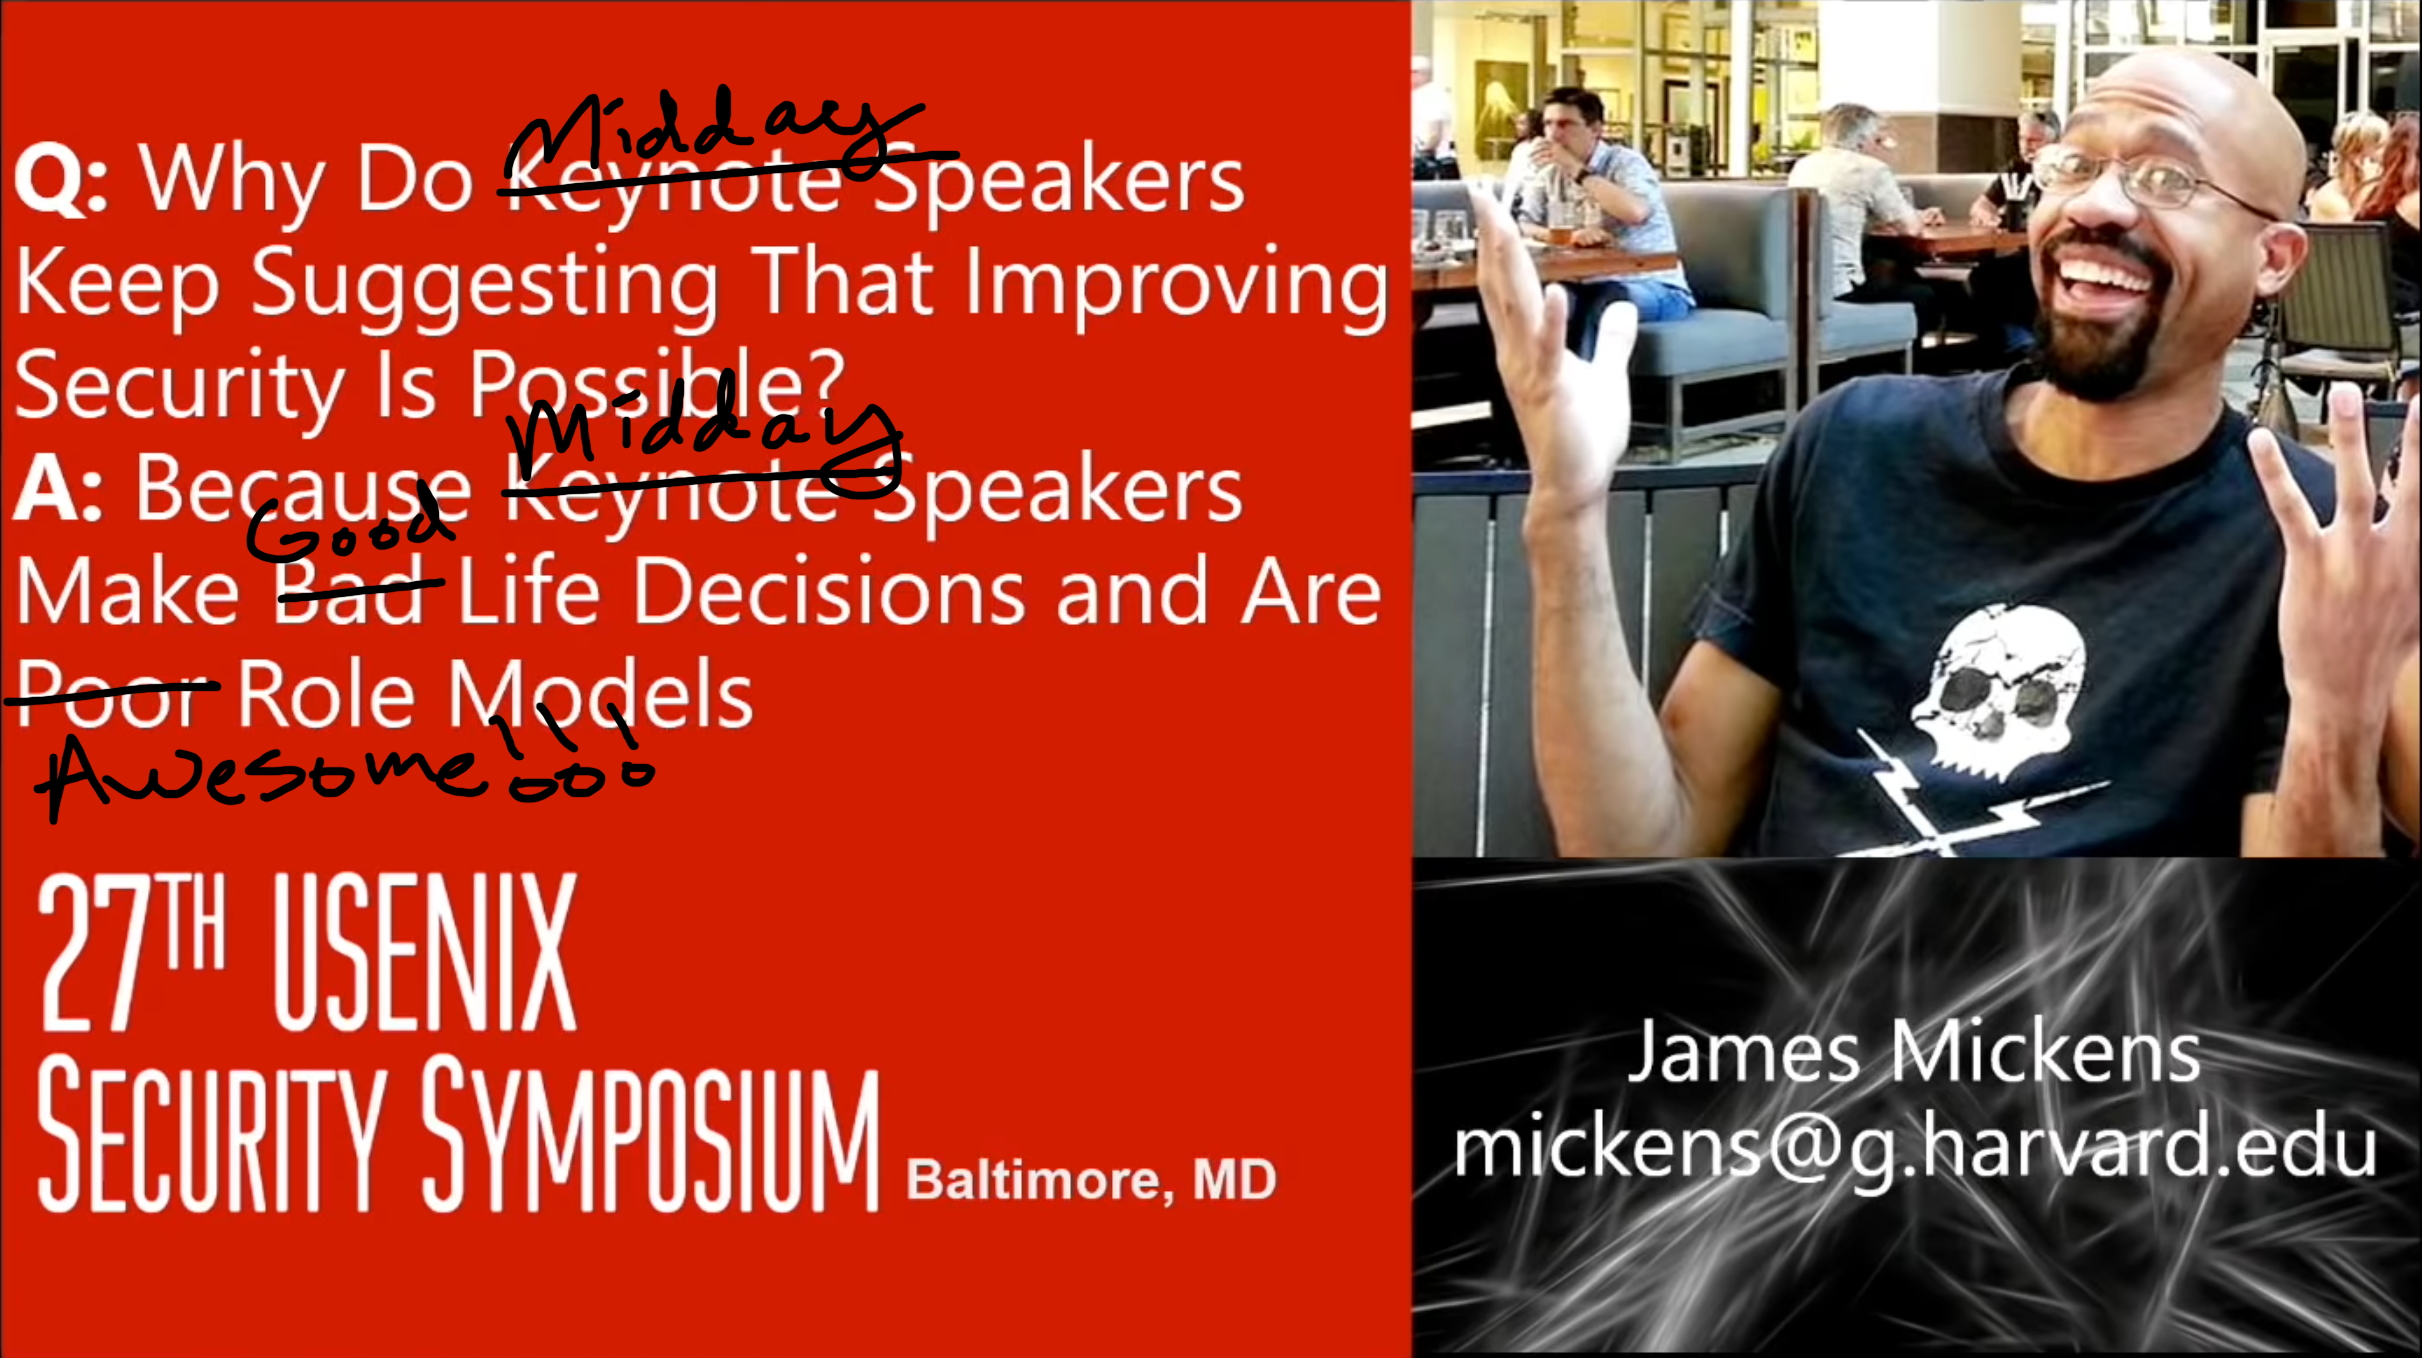 Midday
Q: Why Do Keynote Speakers
Keep Suggesting That Improving
Security Is Possible?
Midday
A: Because Keynote Speakers
Good
Make Bad Life Decisions and Are
Poor Role Models
Awesome!!!
27TH USENIX
SECURITY SYMPOSIUM Baltimore, MD
James Mickens
mickens@g.harvard.edu